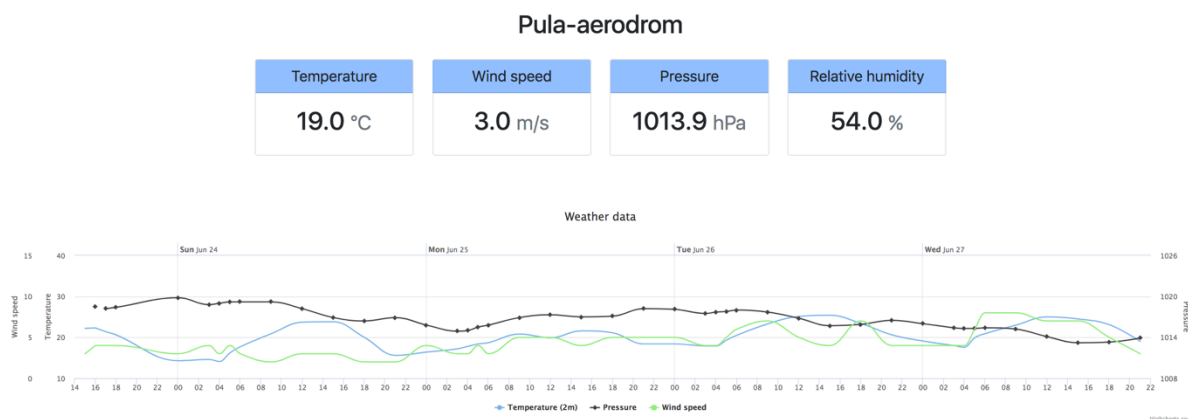 Pula-aerodrom
Temperature Wind speed Pressure Relative humidity
19.0 °C 3.0 m/s 1013.9 hPa 54.0 %
Weather data
Sun Jun 24 Mon Jun 25 Tue Jun 26 Wed Jun 27
15 40 1026
10 30 1020
5 20 1014
0 10 1008
Wind speed
Temperature
Pressure
14 16 18 20 22 00 02 04 06 08 10 12 14 16 18 20 22 00 02 04 06 08 10 12 14 16 18 20 22 00 02 04 06 08 10 12 14 16 18 20 22 00 02 04 06 08 10 12 14 16 18 20 22
Temperature (2m) Pressure Wind speed